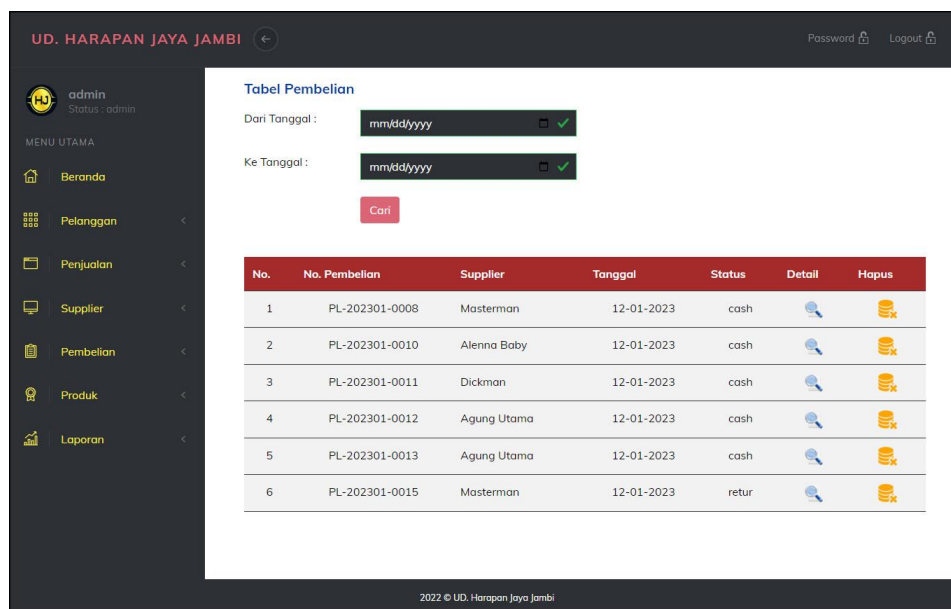 UD. HARAPAN JAYA JAMBI
Password Logout
HJ
admin
Status : admin
MENU UTAMA
Beranda
Pelanggan
Penjualan
Supplier
Pembelian
Produk
Laporan
Tabel Pembelian
Dari Tanggal : mm/dd/yyyy
Ke Tanggal : mm/dd/yyyy
Cari
No. No. Pembelian Supplier Tanggal Status Detail Hapus
1 PL-202301-0008 Masterman 12-01-2023 cash
2 PL-202301-0010 Alenna Baby 12-01-2023 cash
3 PL-202301-0011 Dickman 12-01-2023 cash
4 PL-202301-0012 Agung Utama 12-01-2023 cash
5 PL-202301-0013 Agung Utama 12-01-2023 cash
6 PL-202301-0015 Masterman 12-01-2023 retur
2022 © UD. Harapan Jaya Jambi